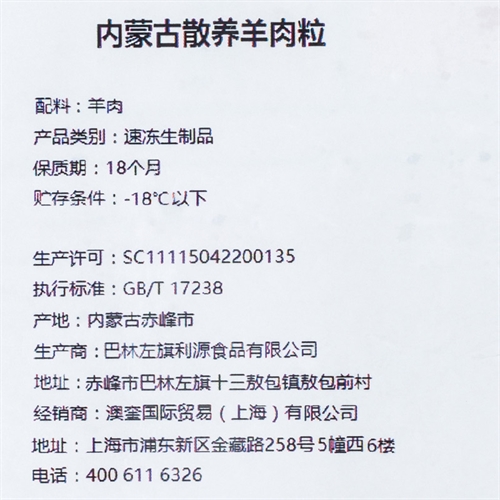 内蒙古散养羊肉粒
配料：羊肉
产品类别：速冻生制品
保质期：18个月
贮存条件：-18℃以下
生产许可：SC11115042200135
执行标准：GB/T 17238
产地：内蒙古赤峰市
生产商：巴林左旗利源食品有限公司
地址：赤峰市巴林左旗十三敖包镇敖包前村
经销商：澳奎国际贸易（上海）有限公司
地址：上海市浦东新区金藏路258号5幢西6楼
电话：400 611 6326